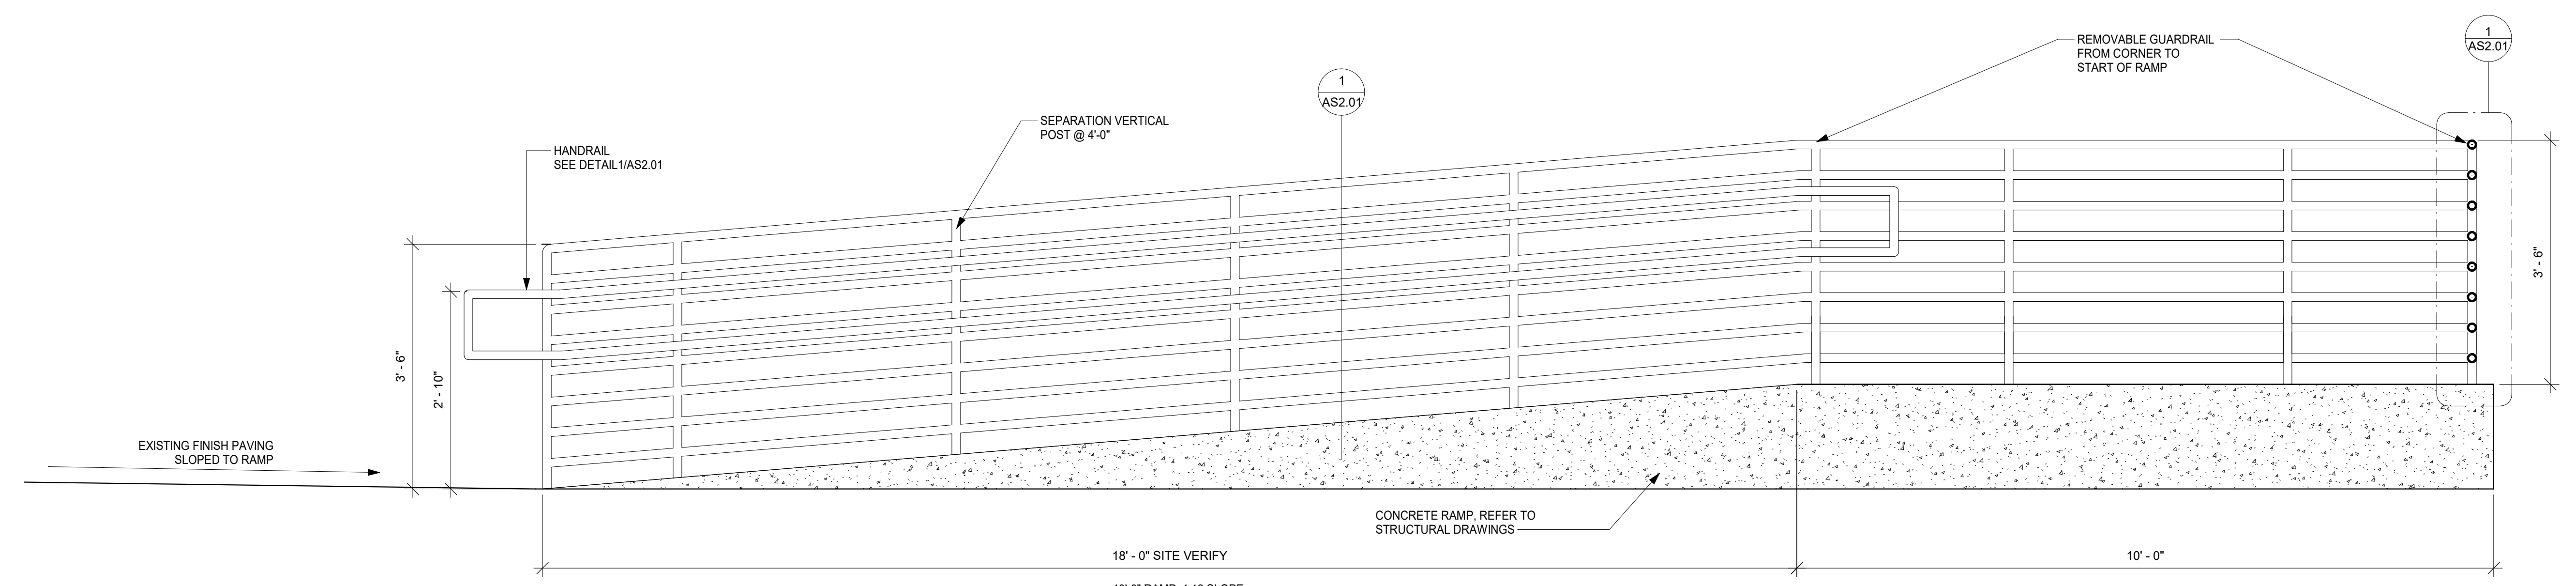 1
AS2.01
REMOVABLE GUARDRAIL
FROM CORNER TO
START OF RAMP
1
AS2.01
SEPARATION VERTICAL
POST @ 4'-0"
HANDRAIL
SEE DETAIL1/AS2.01
3' - 6"
2' - 10"
3' - 6"
EXISTING FINISH PAVING
SLOPED TO RAMP
CONCRETE RAMP, REFER TO
STRUCTURAL DRAWINGS
18' - 0" SITE VERIFY
10' - 0"
RAMP SLOPE